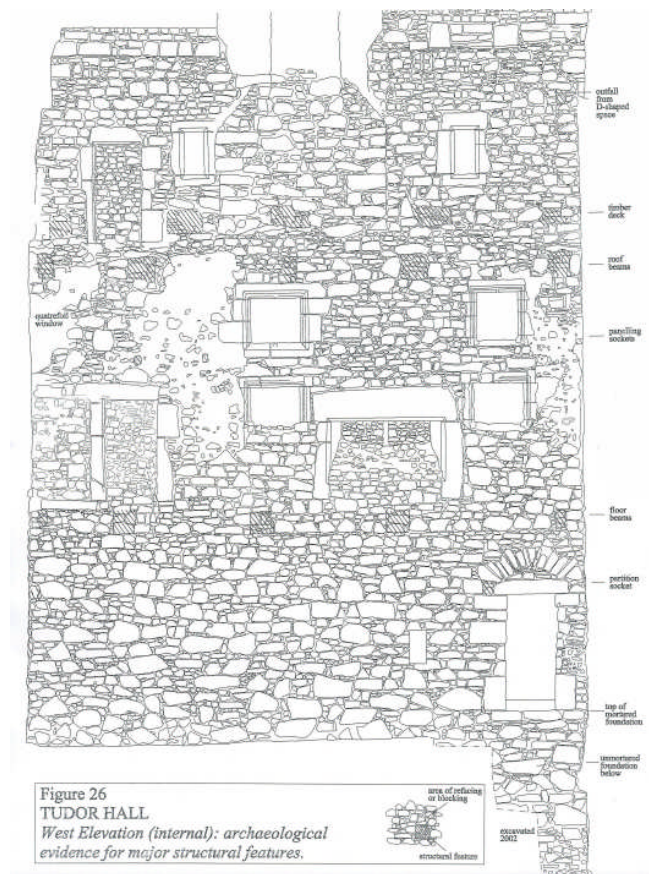 outfall
from
D-shaped
space
timber
deck
roof
beams
quatrefoil
window
panelling
sockets
floor
beams
partition
socket
top of
mortared
foundation
unmortared
foundation
below
excavated
2002
Figure 26
TUDOR HALL
West Elevation (internal): archaeological
evidence for major structural features.
area of refacing
or blocking
structural feature